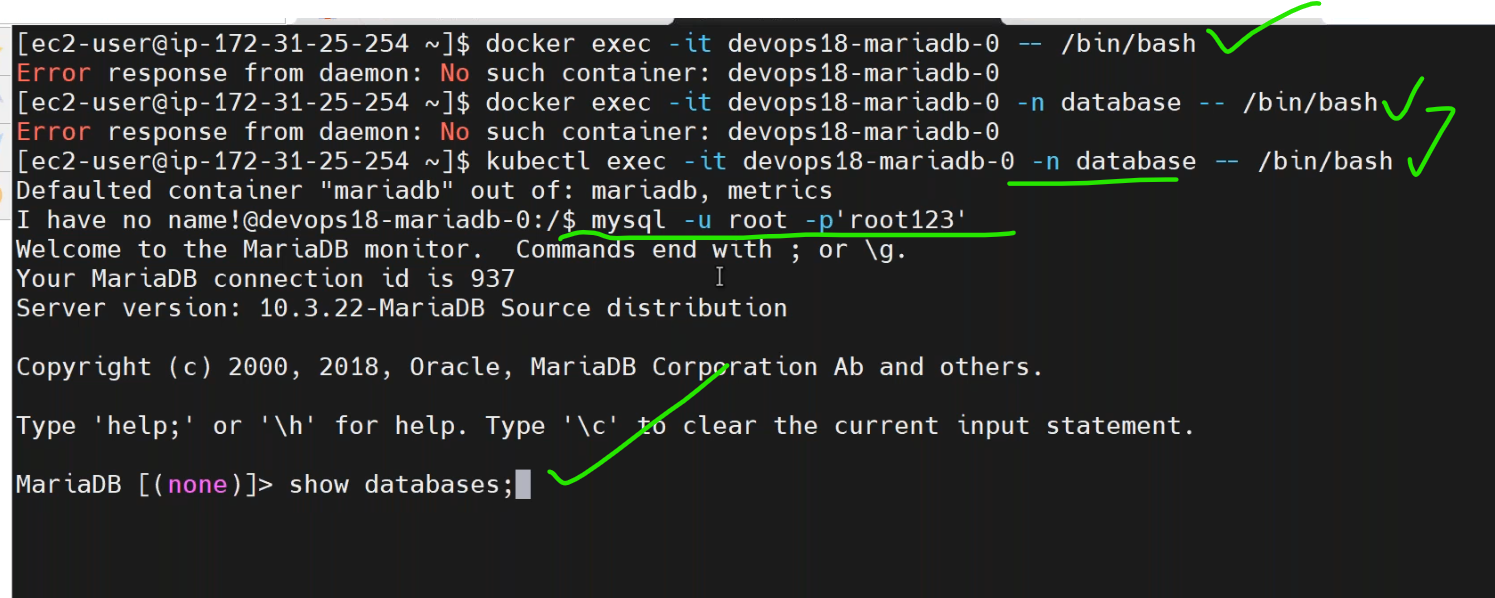 [ec2-user@ip-172-31-25-254 ~]$ docker exec -it devops18-mariadb-0 -- /bin/bash
Error response from daemon: No such container: devops18-mariadb-0
[ec2-user@ip-172-31-25-254 ~]$ docker exec -it devops18-mariadb-0 -n database -- /bin/bash
Error response from daemon: No such container: devops18-mariadb-0
[ec2-user@ip-172-31-25-254 ~]$ kubectl exec -it devops18-mariadb-0 -n database -- /bin/bash
Defaulted container "mariadb" out of: mariadb, metrics
I have no name!@devops18-mariadb-0:/$ mysql -u root -p'root123'
Welcome to the MariaDB monitor.  Commands end with ; or \g.
Your MariaDB connection id is 937
Server version: 10.3.22-MariaDB Source distribution
Copyright (c) 2000, 2018, Oracle, MariaDB Corporation Ab and others.
Type 'help;' or '\h' for help. Type '\c' to clear the current input statement.
MariaDB [(none)]> show databases;